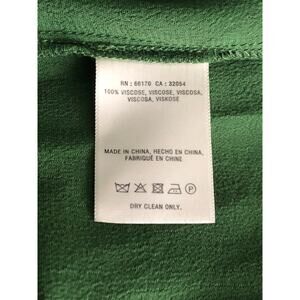 RN : 66170 CA : 32054
100% VISCOSE, VISCOSE, VISCOSA,
VISCOSA, VISKOSE
MADE IN CHINA, HECHO EN CHINA,
FABRIQUÉ EN CHINE
P
DRY CLEAN ONLY.